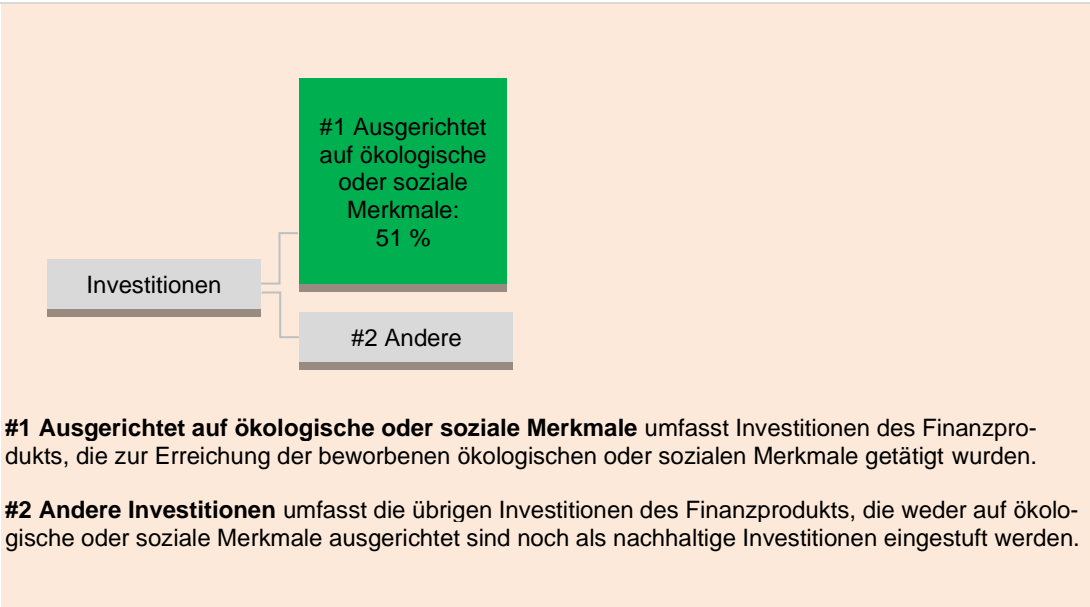 #1 Ausgerichtet
auf ökologische
oder soziale
Merkmale:
51 %
Investitionen
#2 Andere
#1 Ausgerichtet auf ökologische oder soziale Merkmale umfasst Investitionen des Finanzpro-
dukts, die zur Erreichung der beworbenen ökologischen oder sozialen Merkmale getätigt wurden.
#2 Andere Investitionen umfasst die übrigen Investitionen des Finanzprodukts, die weder auf ökolo-
gische oder soziale Merkmale ausgerichtet sind noch als nachhaltige Investitionen eingestuft werden.